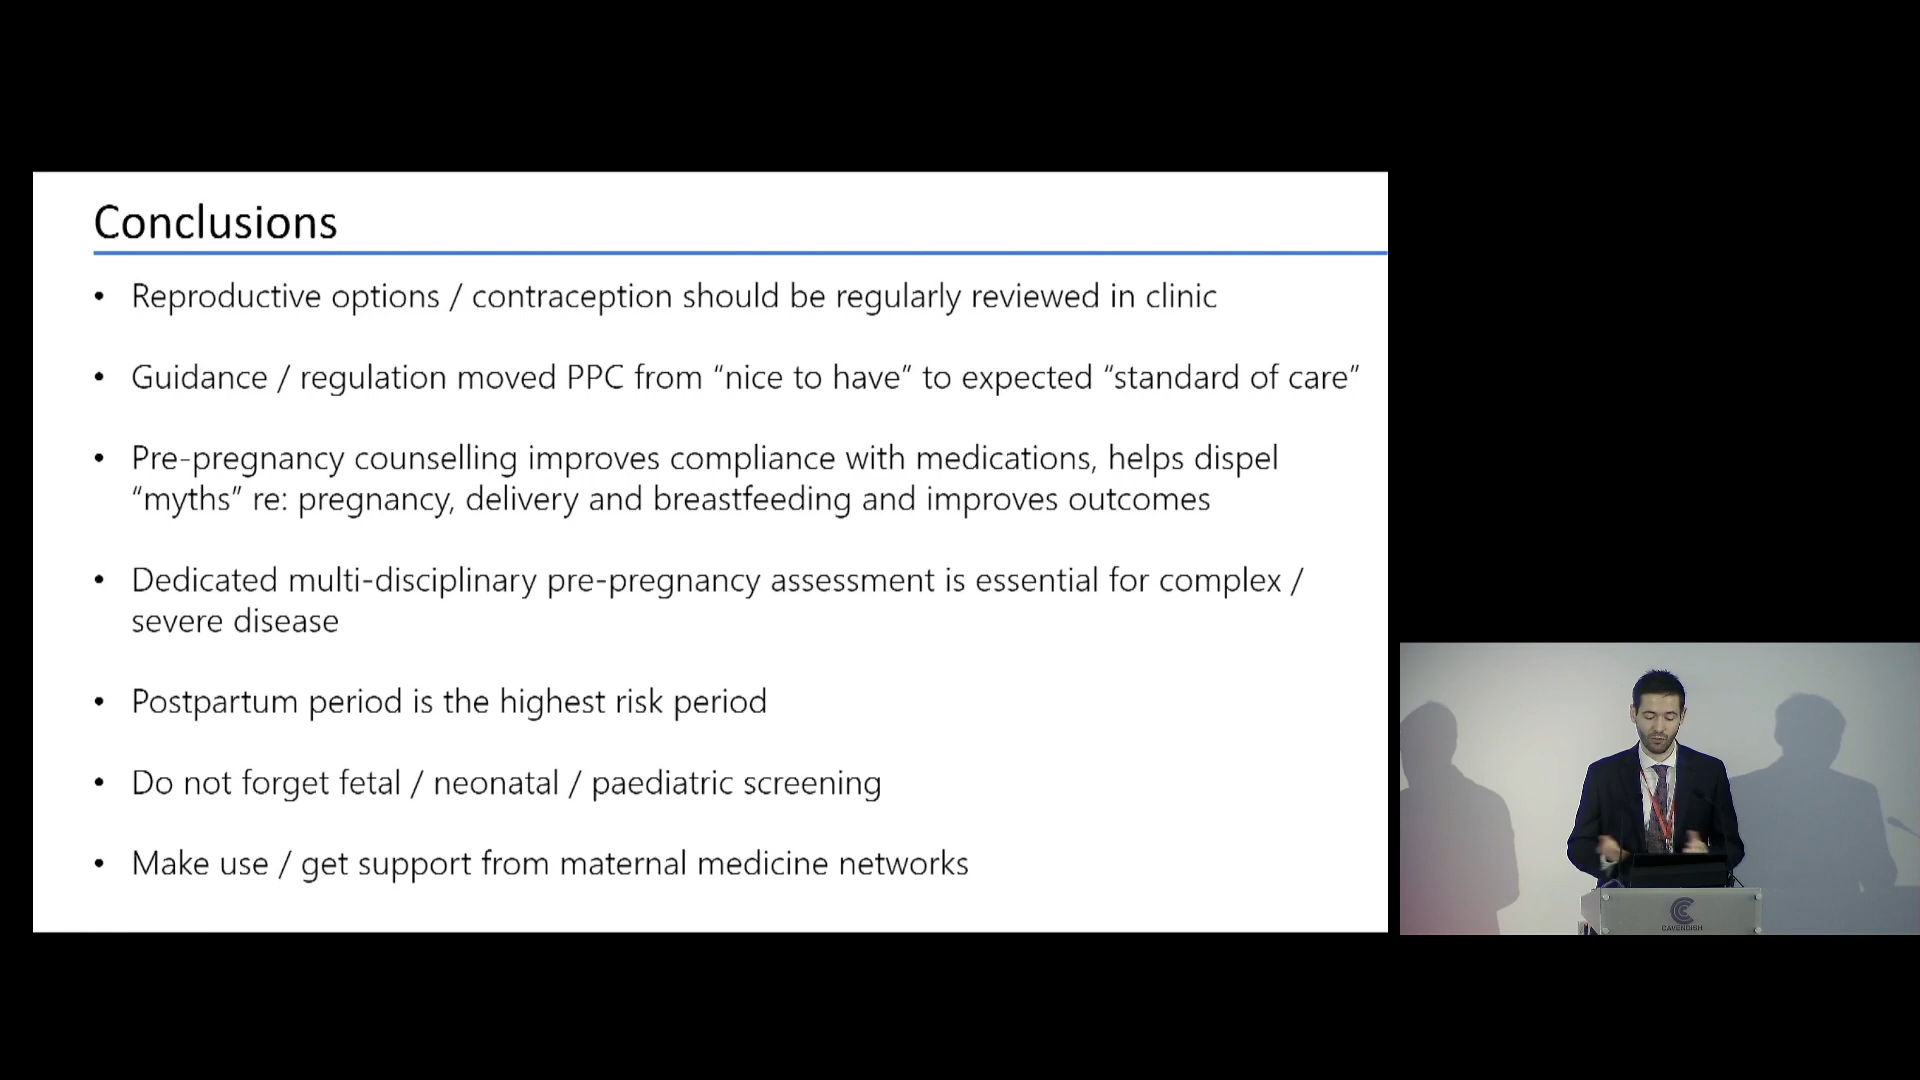 Conclusions
• Reproductive options / contraception should be regularly reviewed in clinic
• Guidance / regulation moved PPC from “nice to have” to expected “standard of care”
• Pre-pregnancy counselling improves compliance with medications, helps dispel
“myths” re: pregnancy, delivery and breastfeeding and improves outcomes
• Dedicated multi-disciplinary pre-pregnancy assessment is essential for complex /
severe disease
• Postpartum period is the highest risk period
• Do not forget fetal / neonatal / paediatric screening
• Make use / get support from maternal medicine networks
CAVENDISH